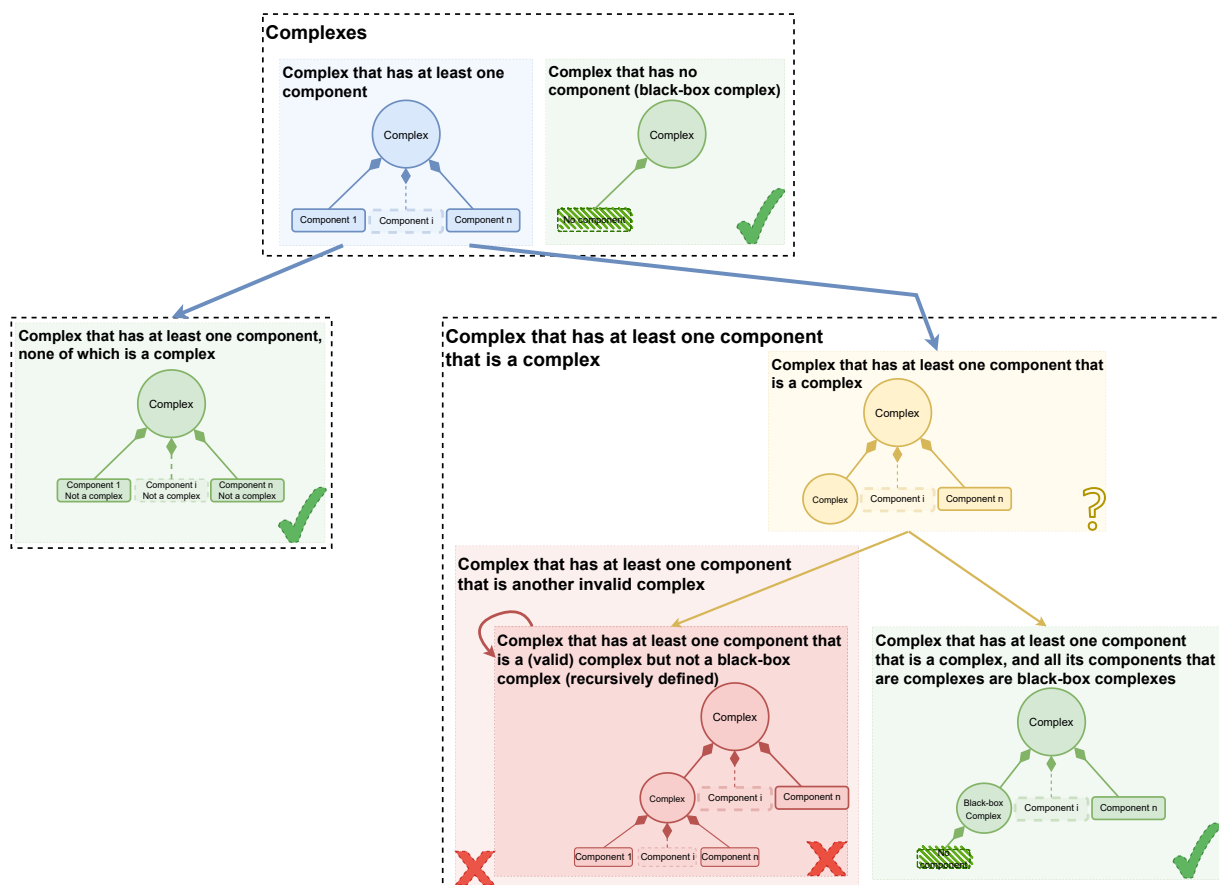 Complexes
Complex that has at least one
component
Complex
Component 1
Component i
Component n
Complex that has no
component (black-box complex)
Complex
No component
Complex that has at least one component,
none of which is a complex
Complex
Component 1
Not a complex
Component i
Not a complex
Component n
Not a complex
Complex that has at least one component
that is a complex
Complex that has at least one component that
is a complex
Complex
Complex
Component i
Component n
?
Complex that has at least one component
that is another invalid complex
Complex that has at least one component that
is a (valid) complex but not a black-box
complex (recursively defined)
Complex
Complex
Component i
Component n
Component 1
Component i
Component n
Complex that has at least one component
that is a complex, and all its components that
are complexes are black-box complexes
Complex
Black-box
Complex
Component i
Component n
No
component